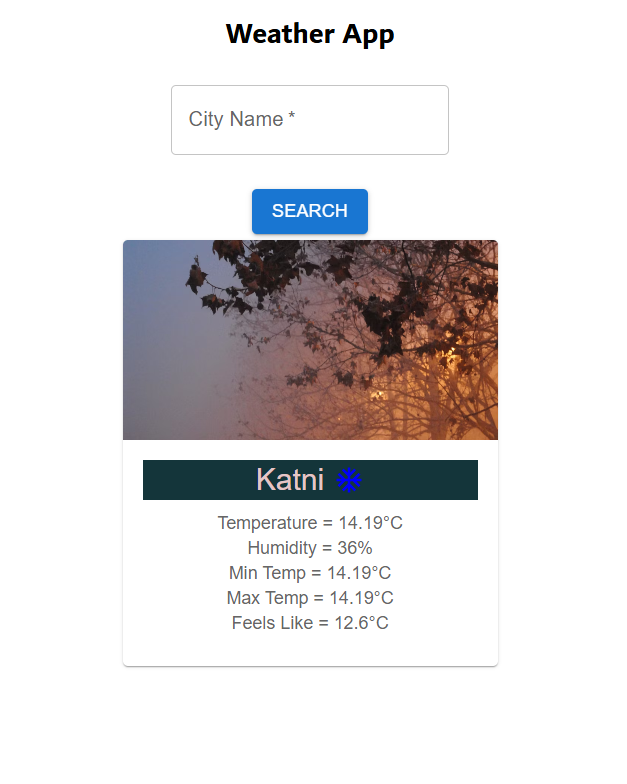 Weather App
City Name *
SEARCH
Katni
Temperature = 14.19°C
Humidity = 36%
Min Temp = 14.19°C
Max Temp = 14.19°C
Feels Like = 12.6°C